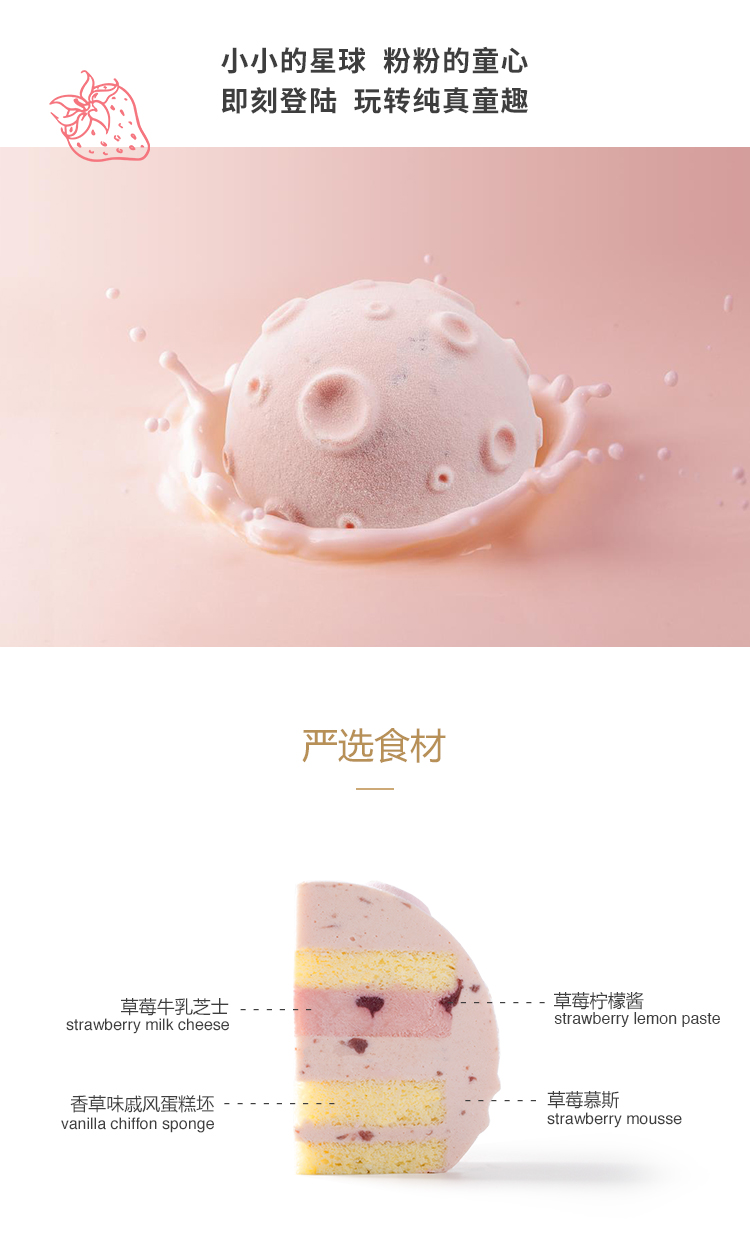 小小的星球 粉粉的童心
即刻登陆 玩转纯真童趣
严选食材
草莓牛乳芝士
strawberry milk cheese
草莓柠檬酱
strawberry lemon paste
香草味戚风蛋糕坯
vanilla chiffon sponge
草莓慕斯
strawberry mousse